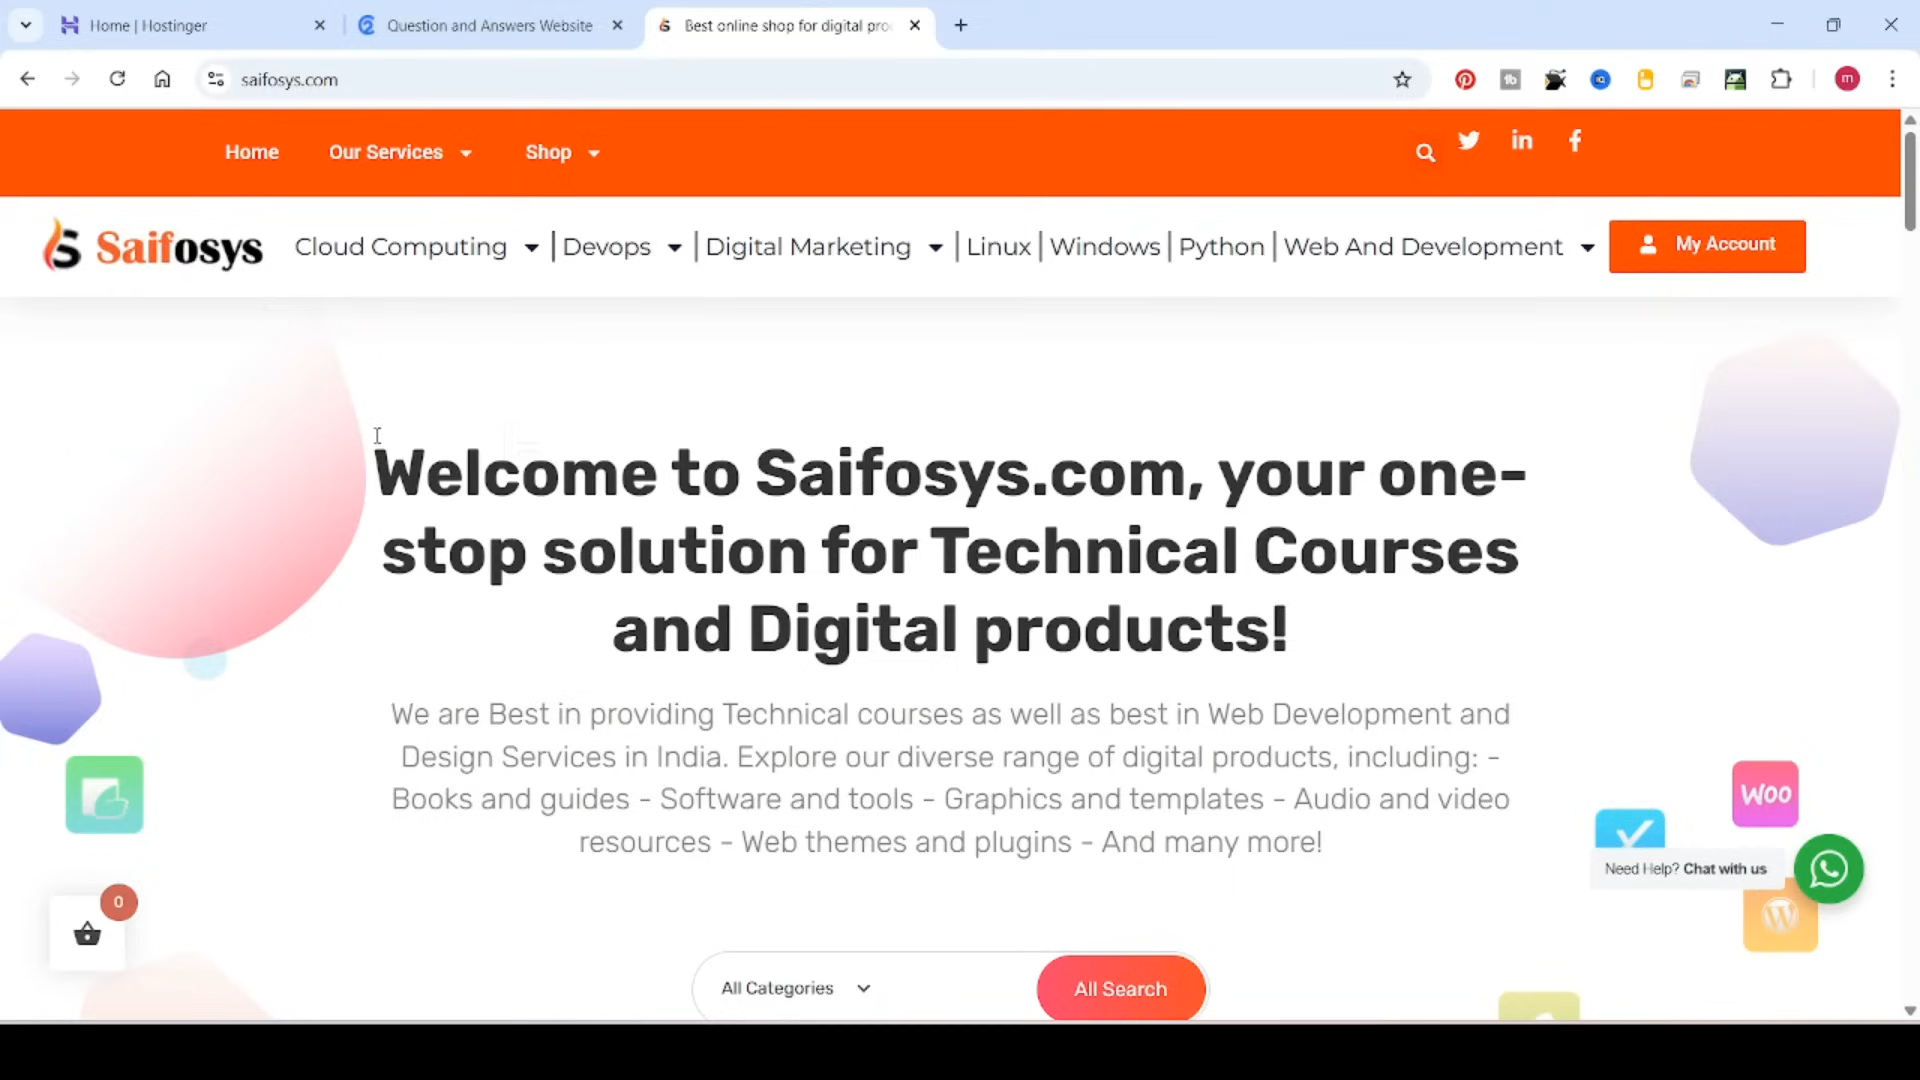 Home | Hostinger
Question and Answers Website
Best online shop for digital pro
saifosys.com
m
Home
Our Services
Shop
Saifosys
Cloud Computing
Devops
Digital Marketing
Linux
Windows
Python
Web And Development
My Account
Welcome to Saifosys.com, your one-
stop solution for Technical Courses
and Digital products!
We are Best in providing Technical courses as well as best in Web Development and
Design Services in India. Explore our diverse range of digital products, including: -
Books and guides - Software and tools - Graphics and templates - Audio and video
resources - Web themes and plugins - And many more!
Woo
Need Help? Chat with us
0
All Categories
All Search